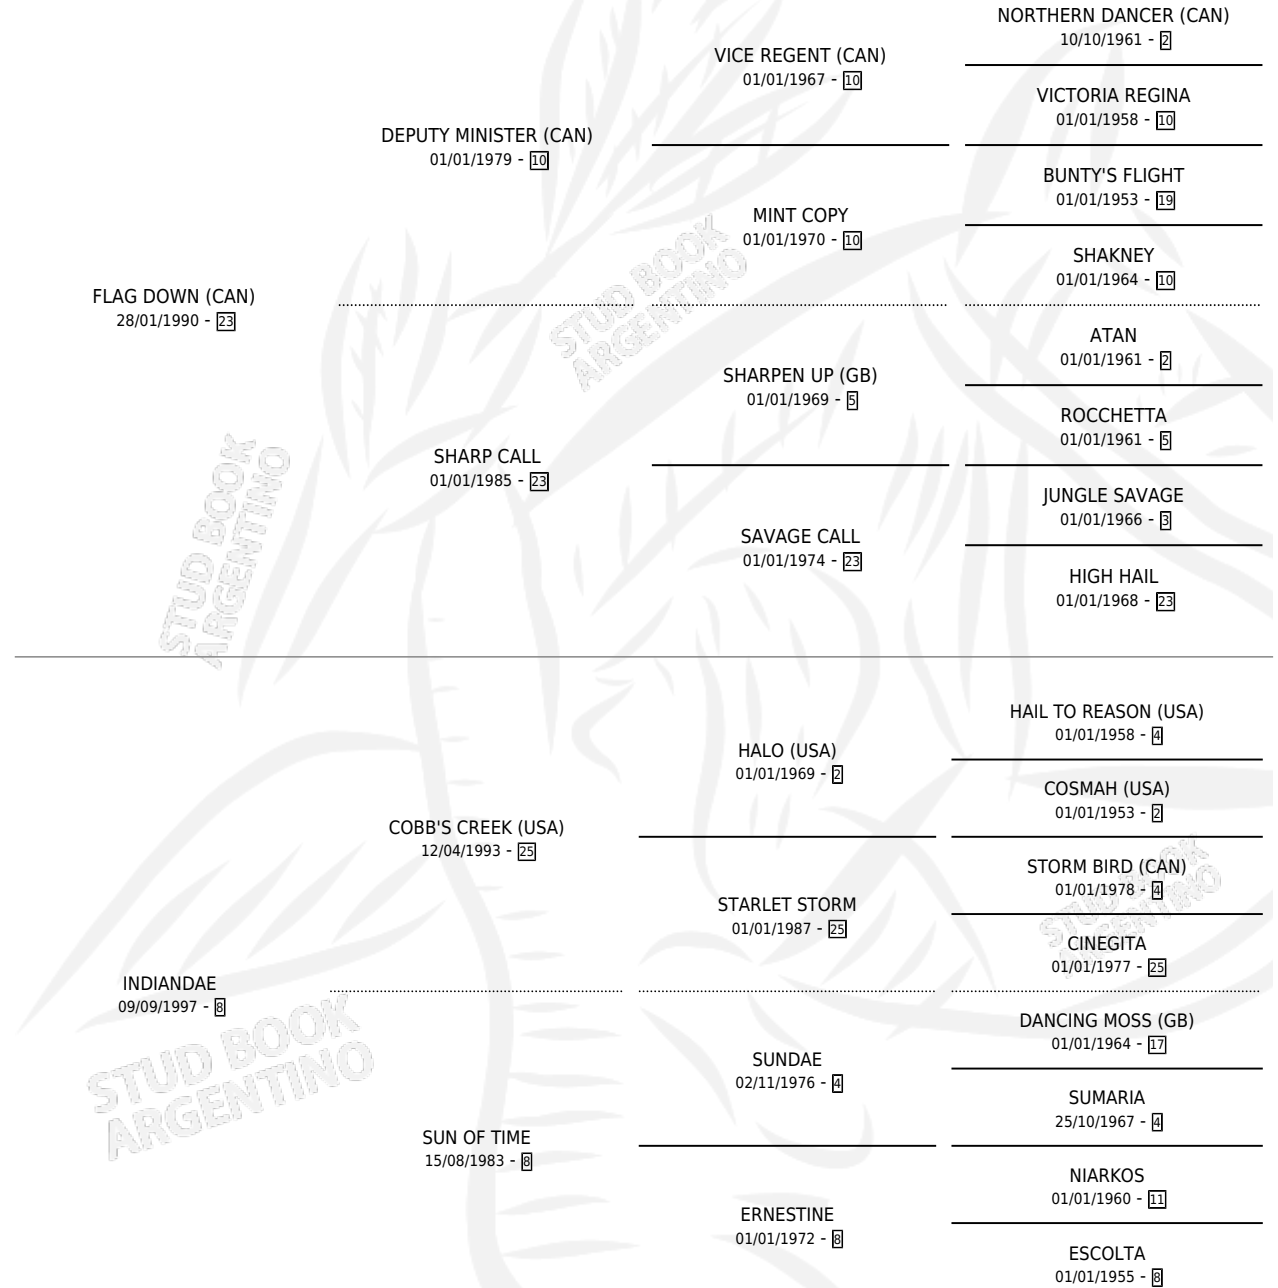 NORTHERN DANCER (CAN)
10/10/1961 - 2
VICE REGENT (CAN)
01/01/1967 - 10
VICTORIA REGINA
01/01/1958 - 10
DEPUTY MINISTER (CAN)
01/01/1979 - 10
BUNTY'S FLIGHT
01/01/1953 - 19
MINT COPY
01/01/1970 - 10
SHAKNEY
01/01/1964 - 10
FLAG DOWN (CAN)
28/01/1990 - 23
STUD BOOK
ARGENTINO
ATAN
01/01/1961 - 2
SHARPEN UP (GB)
01/01/1969 - 5
ROCCHETTA
01/01/1961 - 5
SHARP CALL
01/01/1985 - 23
JUNGLE SAVAGE
01/01/1966 - 3
SAVAGE CALL
01/01/1974 - 23
HIGH HAIL
01/01/1968 - 23
STUD BOOK
ARGENTINO
HAIL TO REASON (USA)
01/01/1958 - 4
HALO (USA)
01/01/1969 - 2
COSMAH (USA)
01/01/1953 - 2
COBB'S CREEK (USA)
12/04/1993 - 25
STORM BIRD (CAN)
01/01/1978 - 4
STARLET STORM
01/01/1987 - 25
CINEGITA
01/01/1977 - 25
STUD BOOK
ARGENTINO
INDIANDAE
09/09/1997 - 8
DANCING MOSS (GB)
01/01/1964 - 17
SUNDAE
02/11/1976 - 4
SUMARIA
25/10/1967 - 4
STUD BOOK
ARGENTINO
SUN OF TIME
15/08/1983 - 8
NIARKOS
01/01/1960 - 11
ERNESTINE
01/01/1972 - 8
ESCOLTA
01/01/1955 - 8